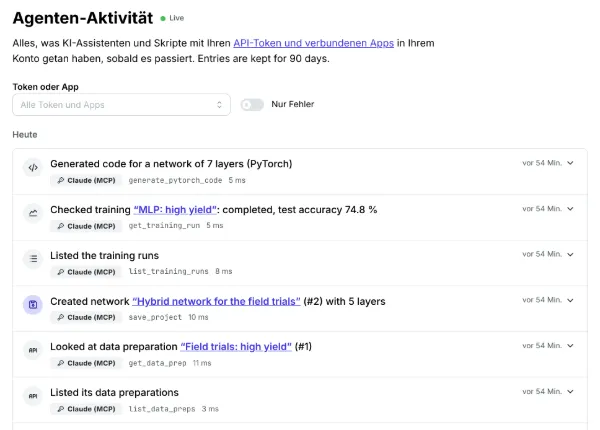 Agenten-Aktivität Live
Alles, was KI-Assistenten und Skripte mit Ihren API-Token und verbundenen Apps in Ihrem
Konto getan haben, sobald es passiert. Entries are kept for 90 days.
Token oder App
Alle Token und Apps
Nur Fehler
Heute
Generated code for a network of 7 layers (PyTorch) vor 54 Min.
Claude (MCP) generate_pytorch_code 5 ms
Checked training “MLP: high yield”: completed, test accuracy 74.8 % vor 54 Min.
Claude (MCP) get_training_run 5 ms
Listed the training runs vor 54 Min.
Claude (MCP) list_training_runs 8 ms
Created network “Hybrid network for the field trials” (#2) with 5 layers vor 54 Min.
Claude (MCP) save_project 10 ms
API Looked at data preparation “Field trials: high yield” (#1) vor 54 Min.
Claude (MCP) get_data_prep 11 ms
API Listed its data preparations vor 54 Min.
Claude (MCP) list_data_preps 3 ms